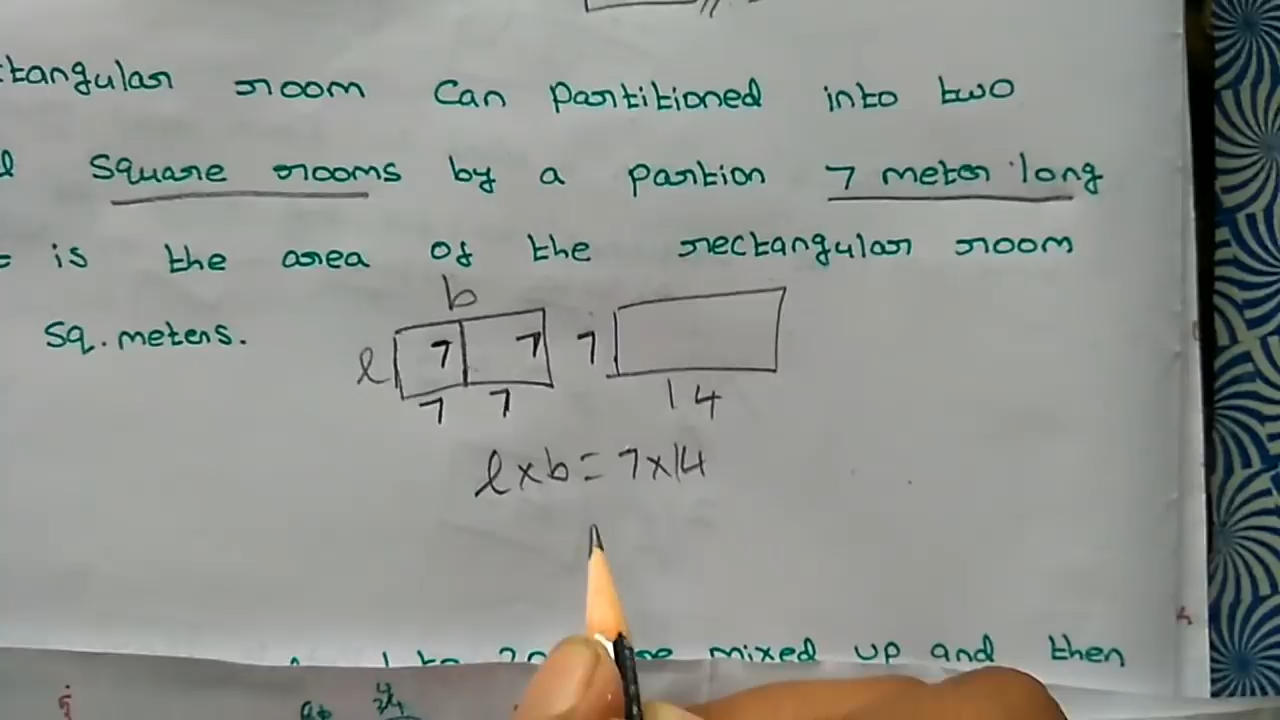 tangular room Can partitioned into two
l Square rooms by a partion 7 meter long
is the area of the rectangular room
Sq. meters.
b
l 7 7 7
7 7 14
l×b = 7×14
mixed up and then